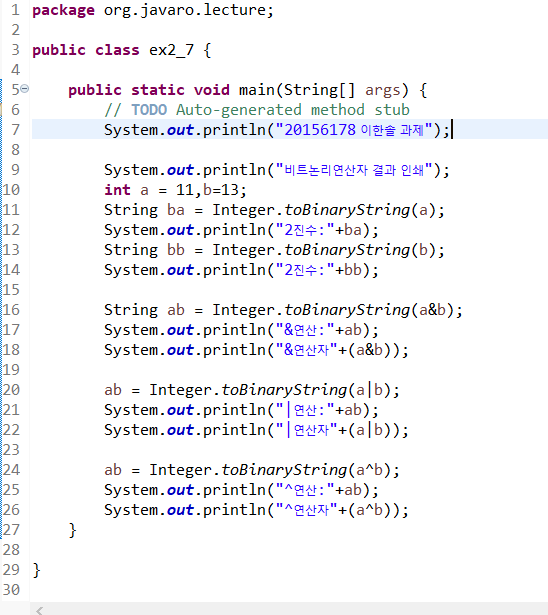 1 package org.javaro.lecture;
2
3 public class ex2_7 {
4
5 public static void main(String[] args) {
6 // TODO Auto-generated method stub
7 System.out.println("20156178 이한솔 과제");
8
9 System.out.println("비트논리연산자 결과 인쇄");
10 int a = 11,b=13;
11 String ba = Integer.toBinaryString(a);
12 System.out.println("2진수:"+ba);
13 String bb = Integer.toBinaryString(b);
14 System.out.println("2진수:"+bb);
15
16 String ab = Integer.toBinaryString(a&b);
17 System.out.println("&연산:"+ab);
18 System.out.println("&연산자"+(a&b));
19
20 ab = Integer.toBinaryString(a|b);
21 System.out.println("|연산:"+ab);
22 System.out.println("|연산자"+(a|b));
23
24 ab = Integer.toBinaryString(a^b);
25 System.out.println("^연산:"+ab);
26 System.out.println("^연산자"+(a^b));
27 }
28
29 }
30